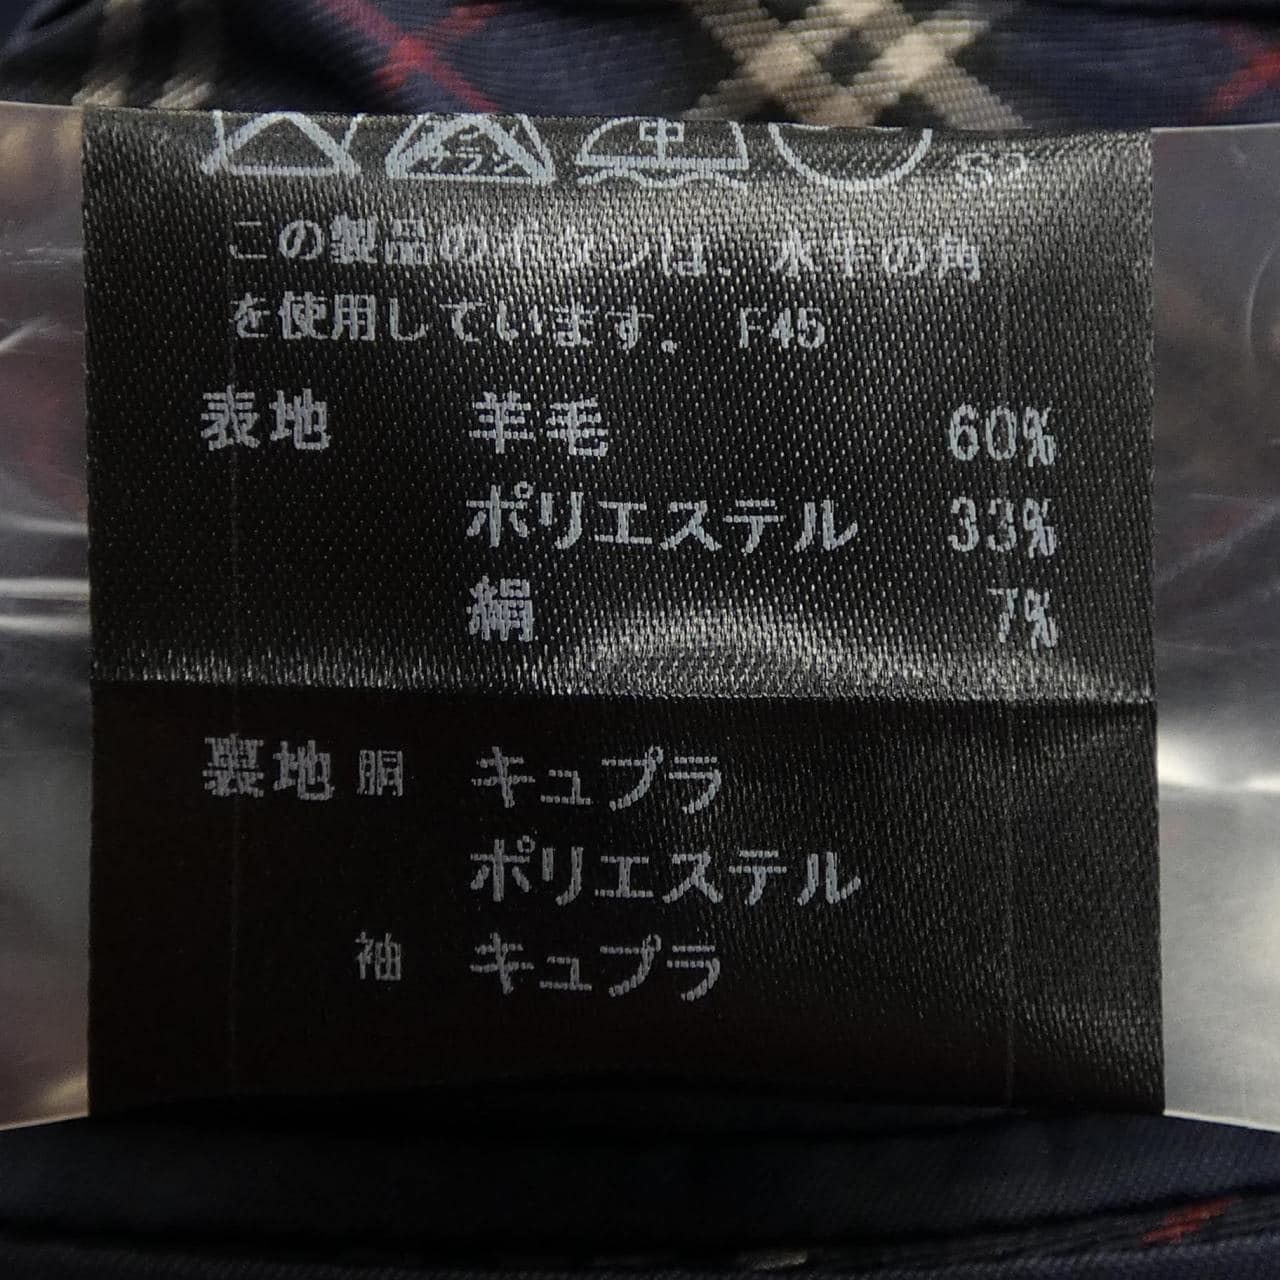 中
この製品のボタンは、水牛の角
を使用しています。 F45
表地 羊毛 60%
ポリエステル 33%
絹 7%
裏地 胴 キュプラ
ポリエステル
袖 キュプラ